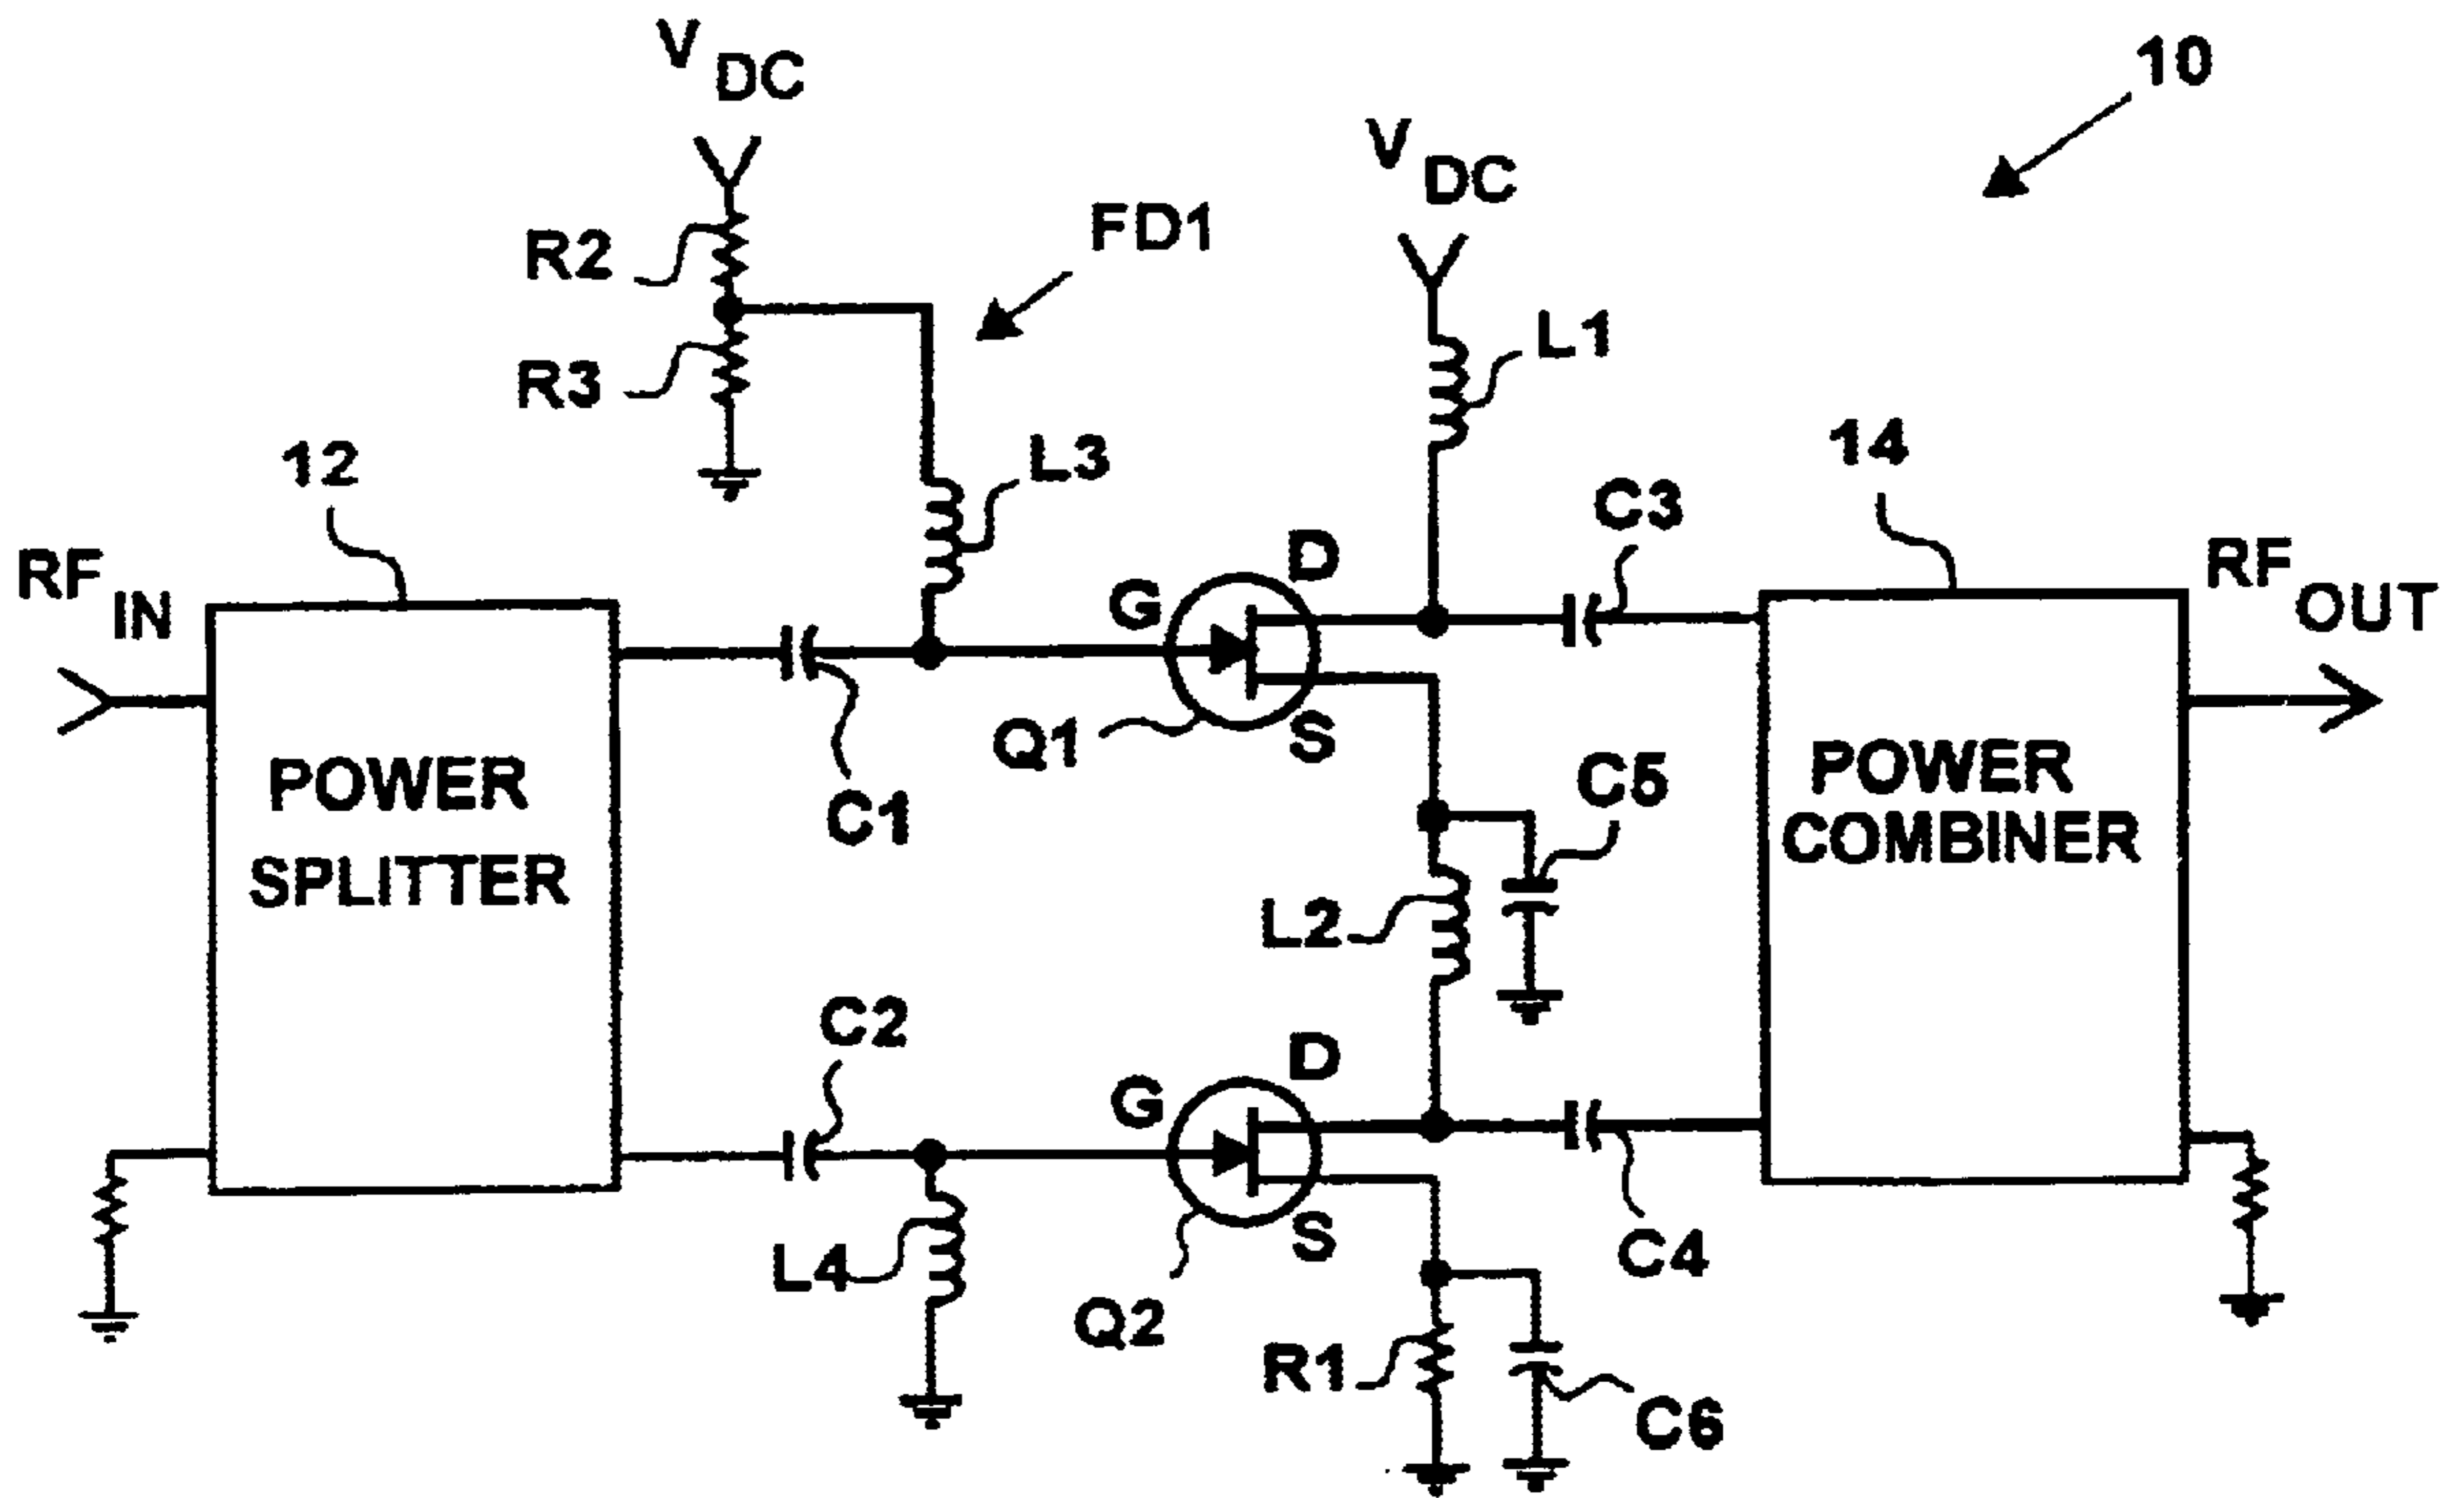 V DC
10
V DC
FD1
R2
L1
R3
14
12
L3
C3
RF IN
D
G
RF OUT
Q1
S
POWER
SPLITTER
C1
C5
POWER
COMBINER
L2
C2
D
G
L4
S
C4
Q2
R1
C6